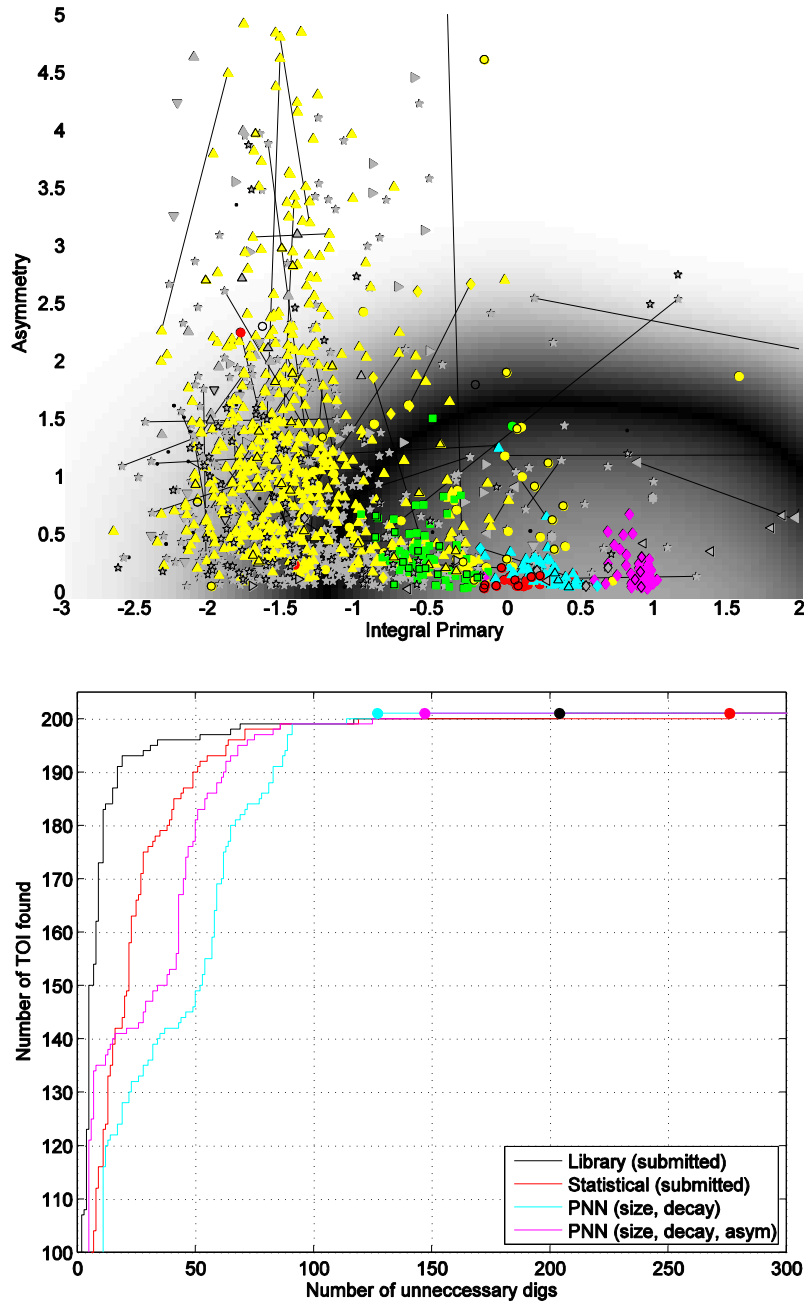 5
4.5
4
3.5
3
2.5
2
1.5
1
0.5
0
Asymmetry
-3 -2.5 -2 -1.5 -1 -0.5 0 0.5 1 1.5 2
Integral Primary
200
190
180
170
160
150
140
130
120
110
100
Number of TOI found
Library (submitted)
Statistical (submitted)
PNN (size, decay)
PNN (size, decay, asym)
0 50 100 150 200 250 300
Number of unneccessary digs